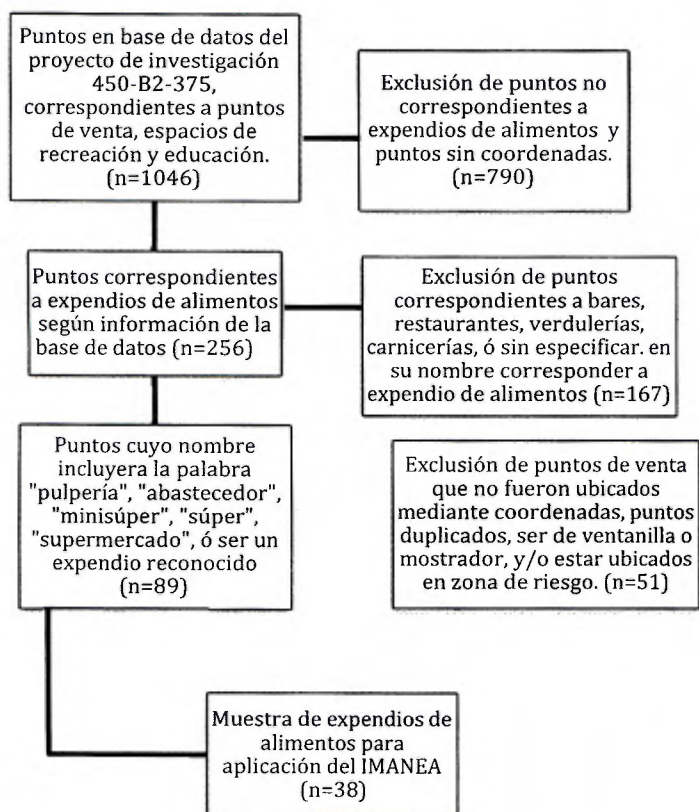 Puntos en base de datos del
proyecto de investigación
450-B2-375,
correspondientes a puntos
de venta, espacios de
recreación y educación.
(n=1046)
Exclusión de puntos no
correspondientes a
expendios de alimentos y
puntos sin coordenadas.
(n=790)
Puntos correspondientes
a expendios de alimentos
según información de la
base de datos (n=256)
Exclusión de puntos
correspondientes a bares,
restaurantes, verdulerías,
carnicerías, ó sin especificar. en
su nombre corresponder a
expendio de alimentos (n=167)
Puntos cuyo nombre
incluyera la palabra
"pulpería", "abastecedor",
"minisúper", "súper",
"supermercado", ó ser un
expendio reconocido
(n=89)
Exclusión de puntos de venta
que no fueron ubicados
mediante coordenadas, puntos
duplicados, ser de ventanilla o
mostrador, y/o estar ubicados
en zona de riesgo. (n=51)
Muestra de expendios de
alimentos para
aplicación del IMANEA
(n=38)